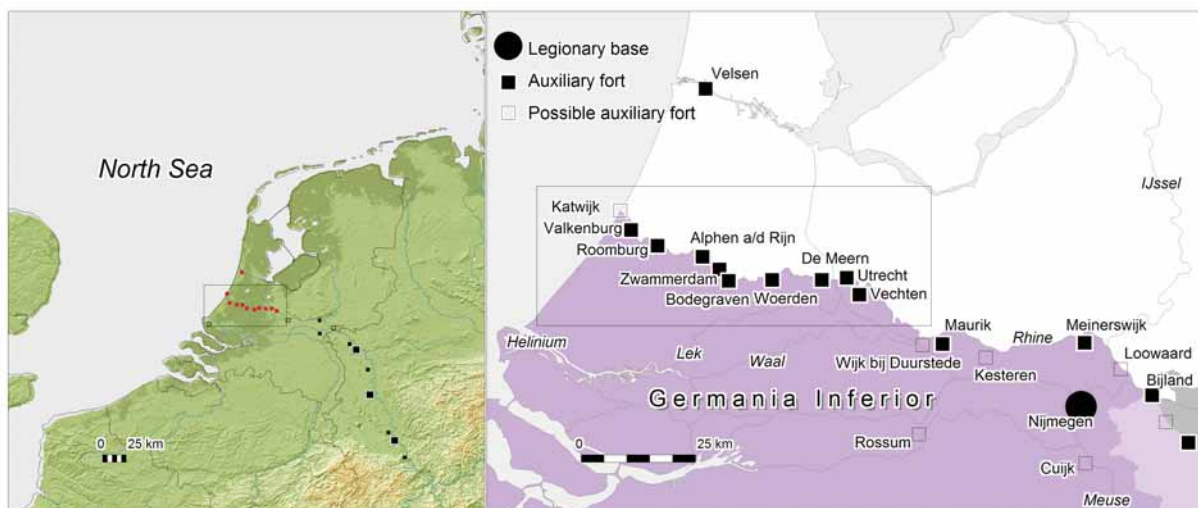 North Sea
0 25 km
Legionary base
Auxiliary fort
Possible auxiliary fort
Velsen
IJssel
Katwijk
Valkenburg
Roomburg
Alphen a/d Rijn
Zwammerdam
Bodegraven
Woerden
De Meern
Utrecht
Vechten
Helinium
Lek
Waal
Maurik
Wijk bij Duurstede
Rhine
Kesteren
Meinerswijk
Loowaard
Bijland
Germania Inferior
Nijmegen
Rossum
0 25 km
Cuijk
Meuse